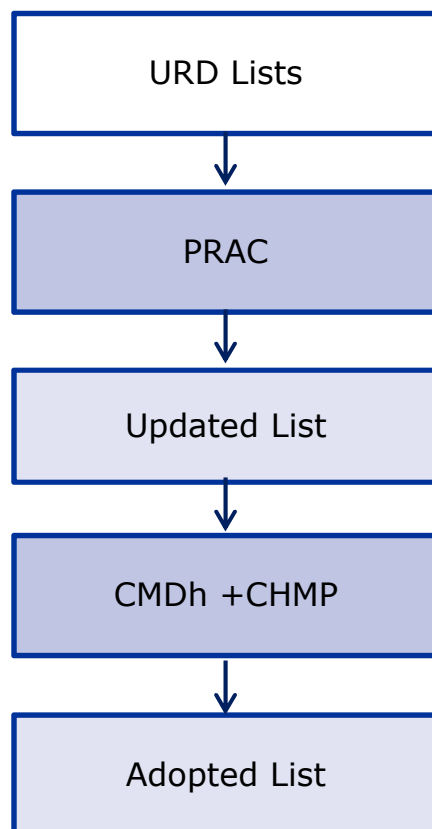 URD Lists
PRAC
Updated List
CMDh +CHMP
Adopted List